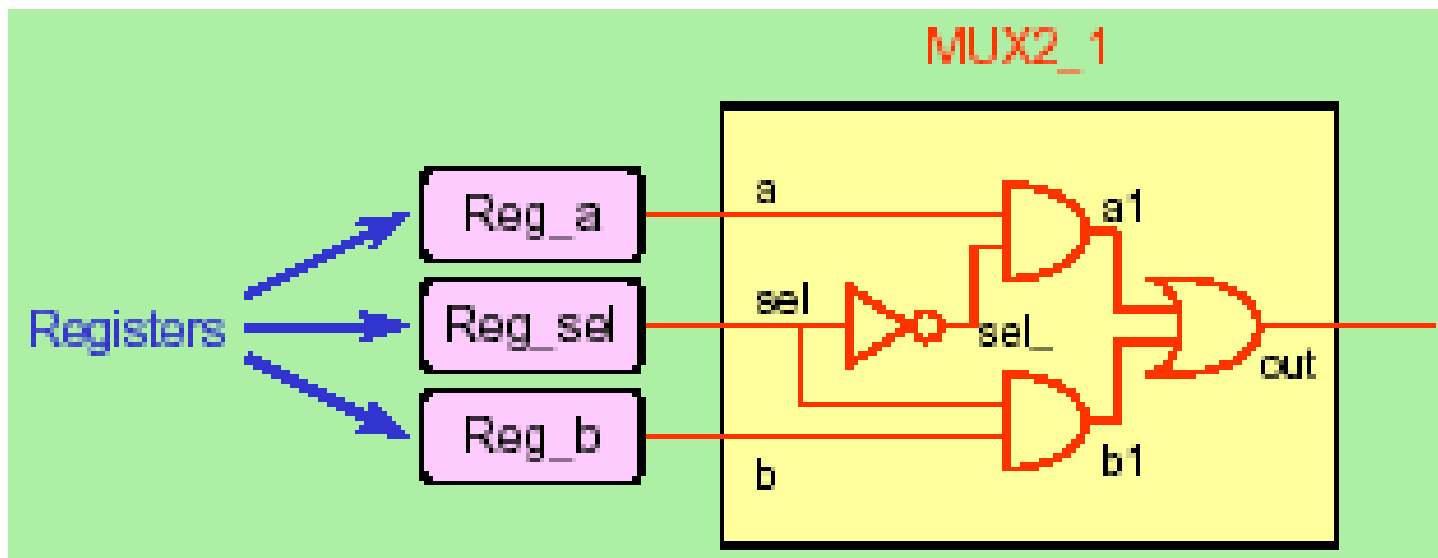 MUX2_1
Reg_a
a
a1
Registers
Reg_sel
sel
sel_
out
Reg_b
b
b1